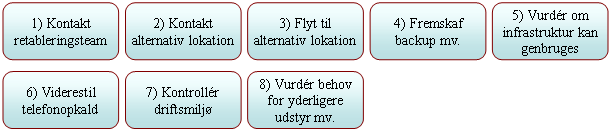 1) Kontakt
retableringsteam
2) Kontakt
alternativ lokation
3) Flyt til
alternativ lokation
4) Fremskaf
backup mv.
5) Vurdér om
infrastruktur kan
genbruges
6) Viderestil
telefonopkald
7) Kontrollér
driftsmiljø
8) Vurdér behov
for yderligere
udstyr mv.